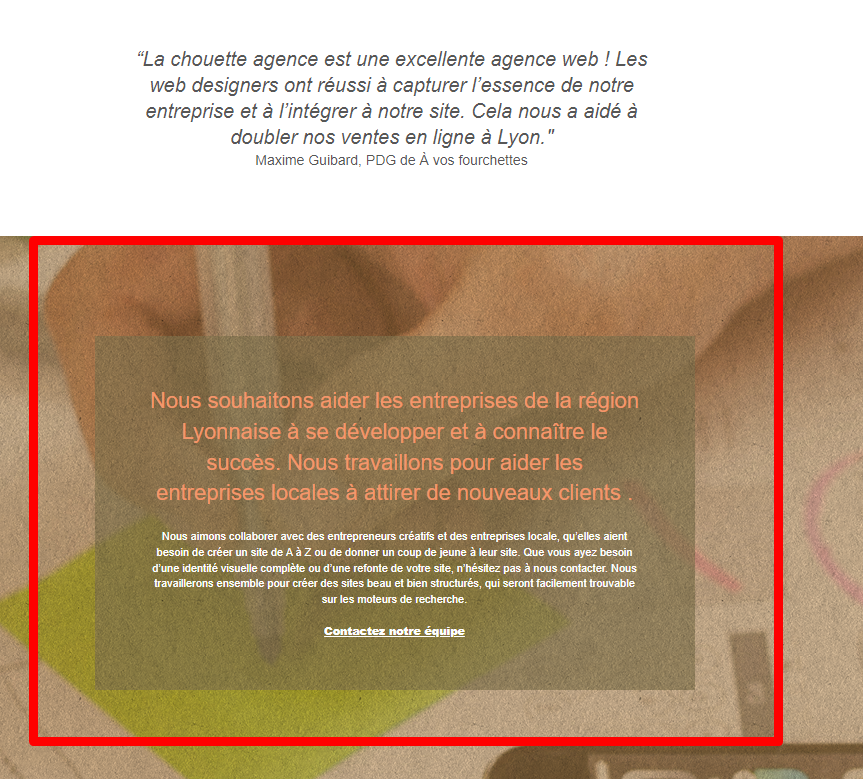 “La chouette agence est une excellente agence web ! Les
web designers ont réussi à capturer l’essence de notre
entreprise et à l’intégrer à notre site. Cela nous a aidé à
doubler nos ventes en ligne à Lyon."
Maxime Guibard, PDG de À vos fourchettes
Nous souhaitons aider les entreprises de la région
Lyonnaise à se développer et à connaître le
succès. Nous travaillons pour aider les
entreprises locales à attirer de nouveaux clients .
Nous aimons collaborer avec des entrepreneurs créatifs et des entreprises locale, qu’elles aient
besoin de créer un site de A à Z ou de donner un coup de jeune à leur site. Que vous ayez besoin
d’une identité visuelle complète ou d’une refonte de votre site, n’hésitez pas à nous contacter. Nous
travaillerons ensemble pour créer des sites beau et bien structurés, qui seront facilement trouvable
sur les moteurs de recherche.
Contactez notre équipe